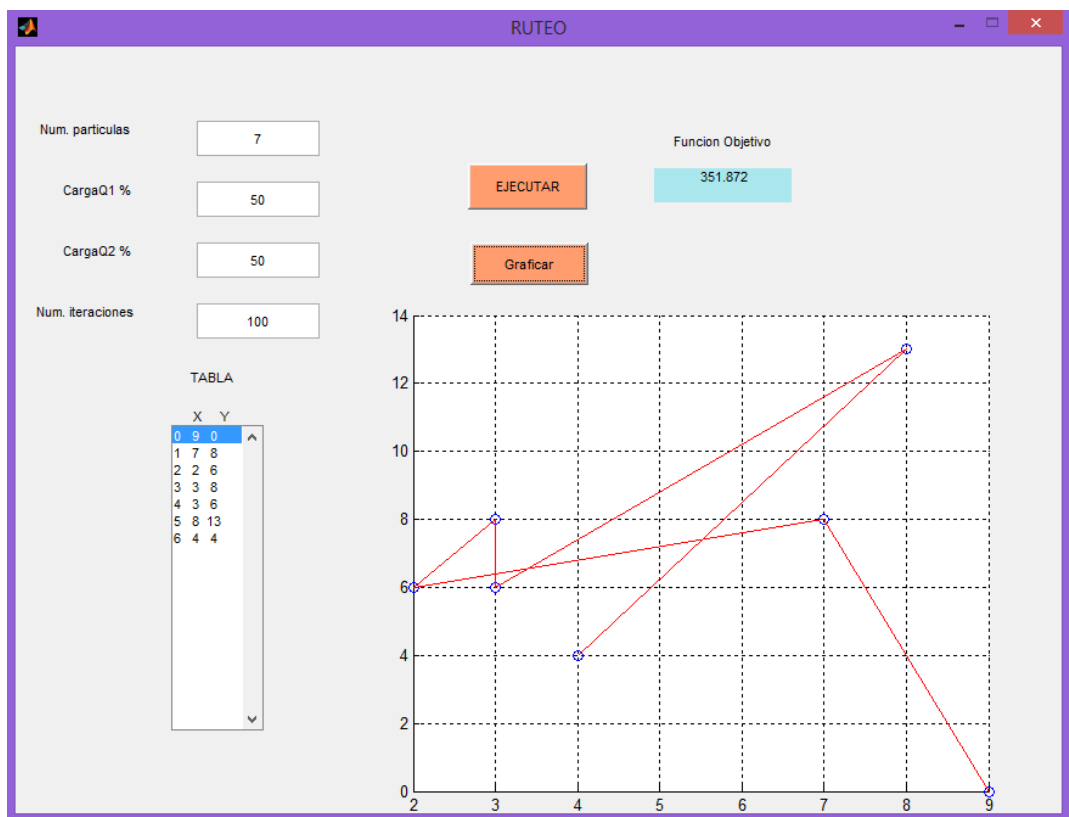 RUTEO
Num. particulas
7
CargaQ1 %
50
CargaQ2 %
50
Num. iteraciones
100
EJECUTAR
Graficar
Funcion Objetivo
351.872
TABLA
X Y
0 9 0
1 7 8
2 2 6
3 3 8
4 3 6
5 8 13
6 4 4
14
12
10
8
6
4
2
0
2 3 4 5 6 7 8 9